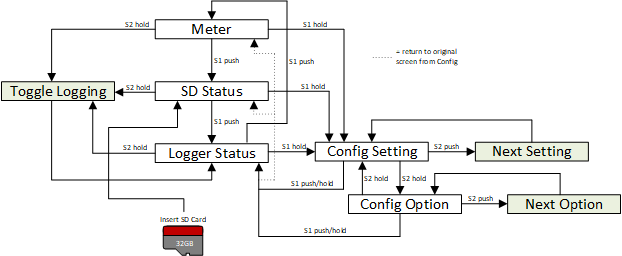 S2 hold
S1 hold
Meter
S1 push
S1 push
= return to original
screen from Config
S2 hold
S1 hold
Toggle Logging
SD Status
S1 push
S2 hold
S1 hold
S2 push
Logger Status
Config Setting
Next Setting
S2 hold
S2 hold
S1 push/hold
S2 push
Config Option
Next Option
Insert SD Card
S1 push/hold
32GB